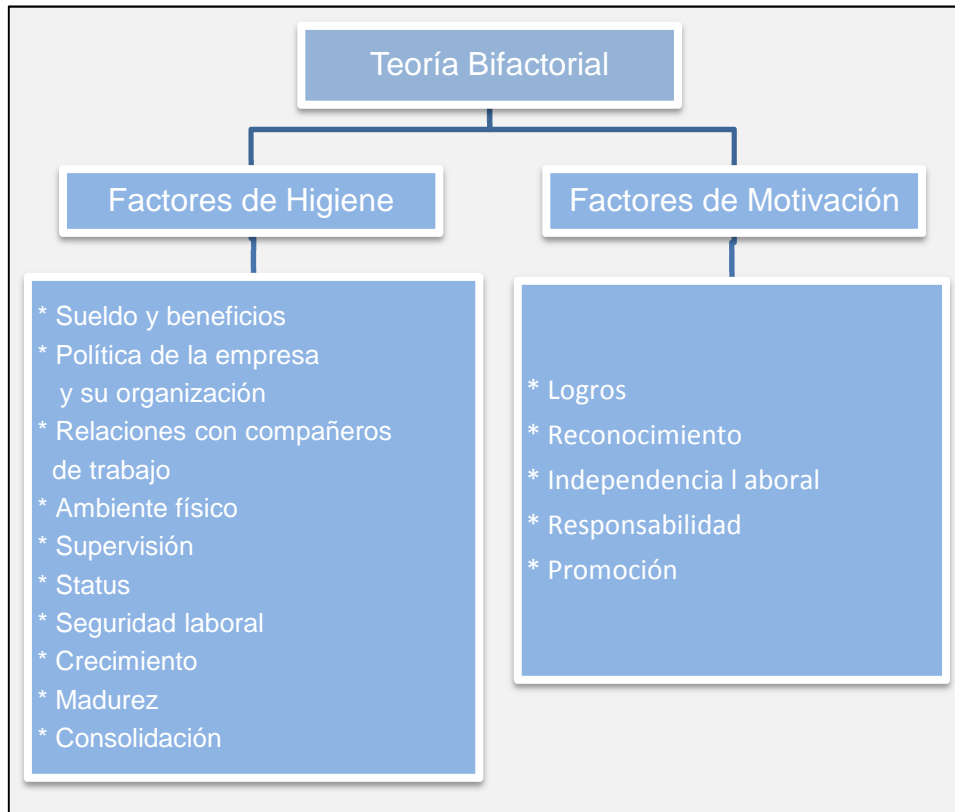 Teoría Bifactorial
Factores de Higiene
* Sueldo y beneficios
* Política de la empresa
y su organización
* Relaciones con compañeros
de trabajo
* Ambiente físico
* Supervisión
* Status
* Seguridad laboral
* Crecimiento
* Madurez
* Consolidación
Factores de Motivación
* Logros
* Reconocimiento
* Independencia l aboral
* Responsabilidad
* Promoción